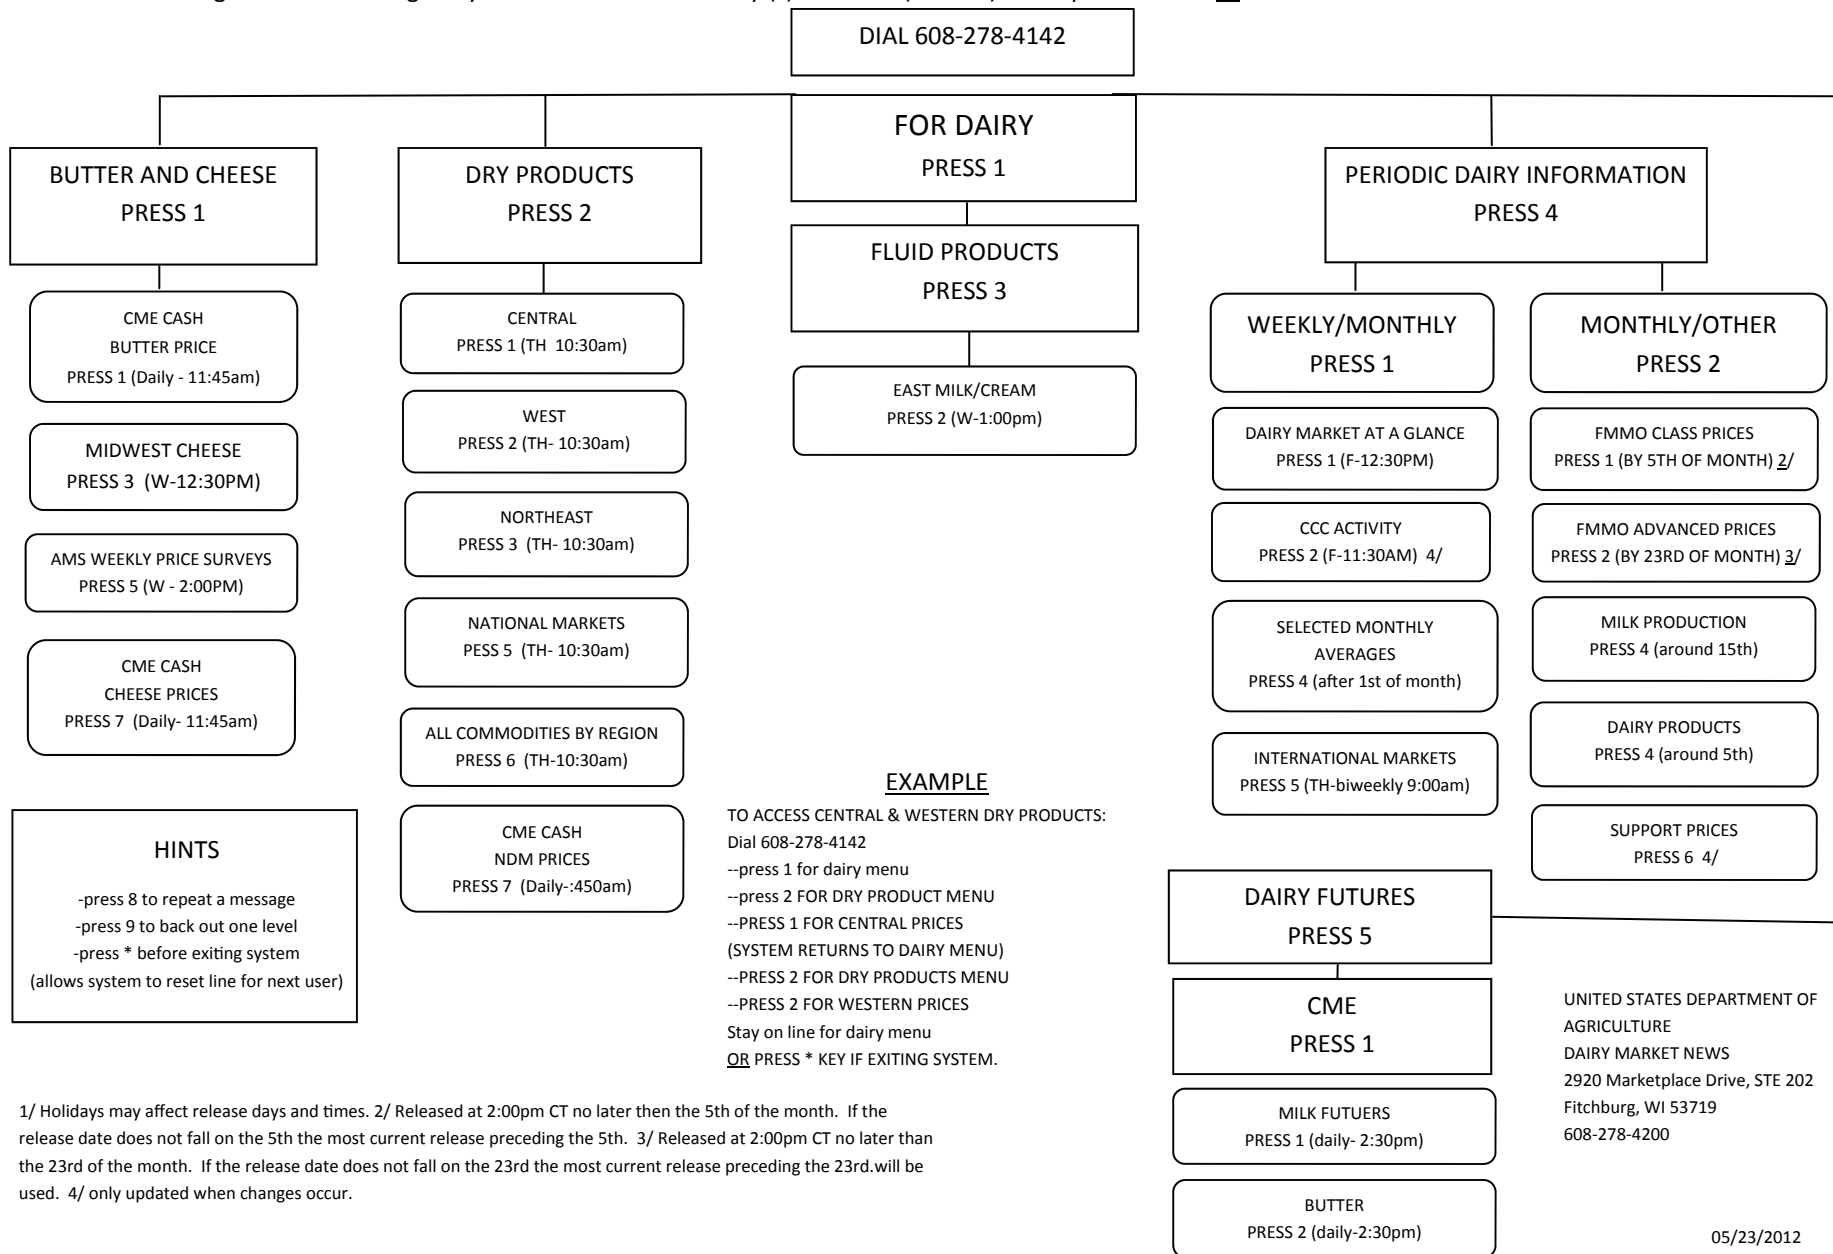 DIAL 608-278-4142
FOR DAIRY
PRESS 1
BUTTER AND CHEESE
PRESS 1
CME CASH
BUTTER PRICE
PRESS 1 (Daily - 11:45am)
MIDWEST CHEESE
PRESS 3  (W-12:30PM)
AMS WEEKLY PRICE SURVEYS
PRESS 5 (W - 2:00PM)
CME CASH
CHEESE PRICES
PRESS 7  (Daily- 11:45am)
HINTS
-press 8 to repeat a message
-press 9 to back out one level
-press * before exiting system
(allows system to reset line for next user)
DRY PRODUCTS
PRESS 2
CENTRAL
PRESS 1 (TH  10:30am)
WEST
PRESS 2 (TH- 10:30am)
NORTHEAST
PRESS 3  (TH- 10:30am)
NATIONAL MARKETS
PESS 5  (TH- 10:30am)
ALL COMMODITIES BY REGION
PRESS 6  (TH-10:30am)
CME CASH
NDM PRICES
PRESS 7  (Daily-:450am)
FLUID PRODUCTS
PRESS 3
EAST MILK/CREAM
PRESS 2 (W-1:00pm)
EXAMPLE
TO ACCESS CENTRAL & WESTERN DRY PRODUCTS:
Dial 608-278-4142
--press 1 for dairy menu
--press 2 FOR DRY PRODUCT MENU
--PRESS 1 FOR CENTRAL PRICES
(SYSTEM RETURNS TO DAIRY MENU)
--PRESS 2 FOR DRY PRODUCTS MENU
--PRESS 2 FOR WESTERN PRICES
Stay on line for dairy menu
OR PRESS * KEY IF EXITING SYSTEM.
PERIODIC DAIRY INFORMATION
PRESS 4
WEEKLY/MONTHLY
PRESS 1
DAIRY MARKET AT A GLANCE
PRESS 1 (F-12:30PM)
CCC ACTIVITY
PRESS 2 (F-11:30AM)  4/
SELECTED MONTHLY
AVERAGES
PRESS 4 (after 1st of month)
INTERNATIONAL MARKETS
PRESS 5 (TH-biweekly 9:00am)
MONTHLY/OTHER
PRESS 2
FMMO CLASS PRICES
PRESS 1 (BY 5TH OF MONTH) 2/
FMMO ADVANCED PRICES
PRESS 2 (BY 23RD OF MONTH) 3/
MILK PRODUCTION
PRESS 4 (around 15th)
DAIRY PRODUCTS
PRESS 4 (around 5th)
SUPPORT PRICES
PRESS 6  4/
DAIRY FUTURES
PRESS 5
CME
PRESS 1
MILK FUTUERS
PRESS 1 (daily- 2:30pm)
BUTTER
PRESS 2 (daily-2:30pm)
UNITED STATES DEPARTMENT OF
AGRICULTURE
DAIRY MARKET NEWS
2920 Marketplace Drive, STE 202
Fitchburg, WI 53719
608-278-4200
1/ Holidays may affect release days and times. 2/ Released at 2:00pm CT no later then the 5th of the month.  If the
release date does not fall on the 5th the most current release preceding the 5th.  3/ Released at 2:00pm CT no later than
the 23rd of the month.  If the release date does not fall on the 23rd the most current release preceding the 23rd.will be
used.  4/ only updated when changes occur.
05/23/2012